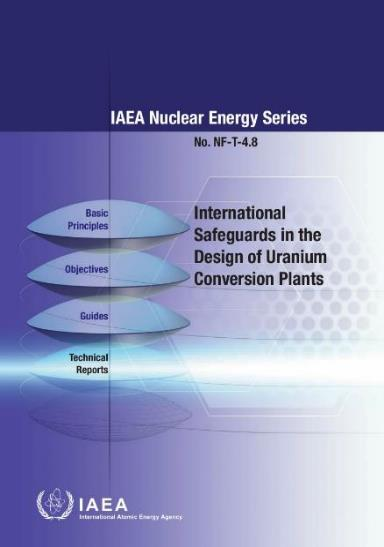 IAEA Nuclear Energy Series
No. NF-T-4.8
Basic
Principles
Objectives
Guides
Technical
Reports
International
Safeguards in the
Design of Uranium
Conversion Plants
IAEA
International Atomic Energy Agency